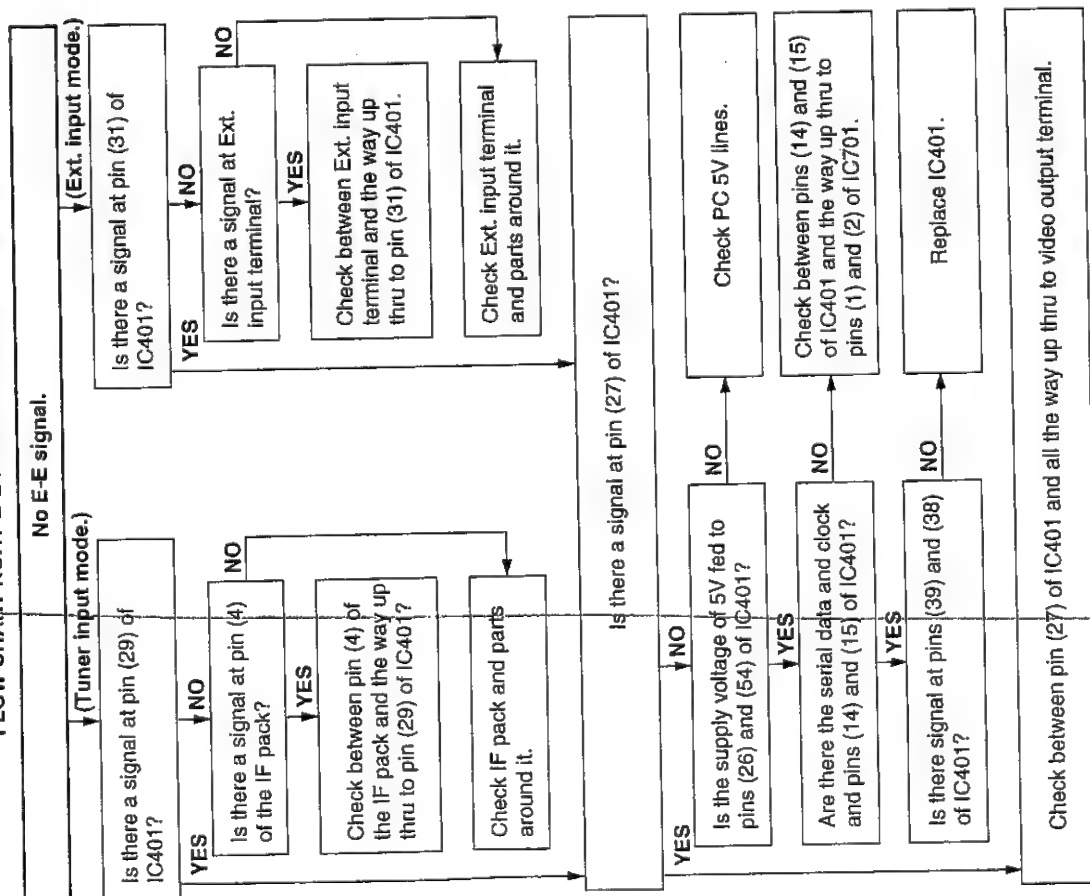 No E-E signal.
(Tuner input mode.)
(Ext. input mode.)
Is there a signal at pin (29) of
IC401?
YES
NO
Is there a signal at pin (4)
of the IF pack?
NO
YES
Check between pin (4) of
the IF pack and the way up
thru to pin (29) of IC401?
Check IF pack and parts
around it.
Is there a signal at pin (31) of
IC401?
YES
NO
Is there a signal at Ext.
input terminal?
NO
YES
Check between Ext. input
terminal and the way up
thru to pin (31) of IC401.
Check Ext. input terminal
and parts around it.
Is there a signal at pin (27) of IC401?
YES
NO
Is the supply voltage of 5V fed to
pins (26) and (54) of IC401?
NO
Check PC 5V lines.
YES
Are there the serial data and clock
and pins (14) and (15) of IC401?
NO
Check between pins (14) and (15)
of IC401 and the way up thru to
pins (1) and (2) of IC701.
YES
Is there signal at pins (39) and (38)
of IC401?
NO
Replace IC401.
Check between pin (27) of IC401 and all the way up thru to video output terminal.